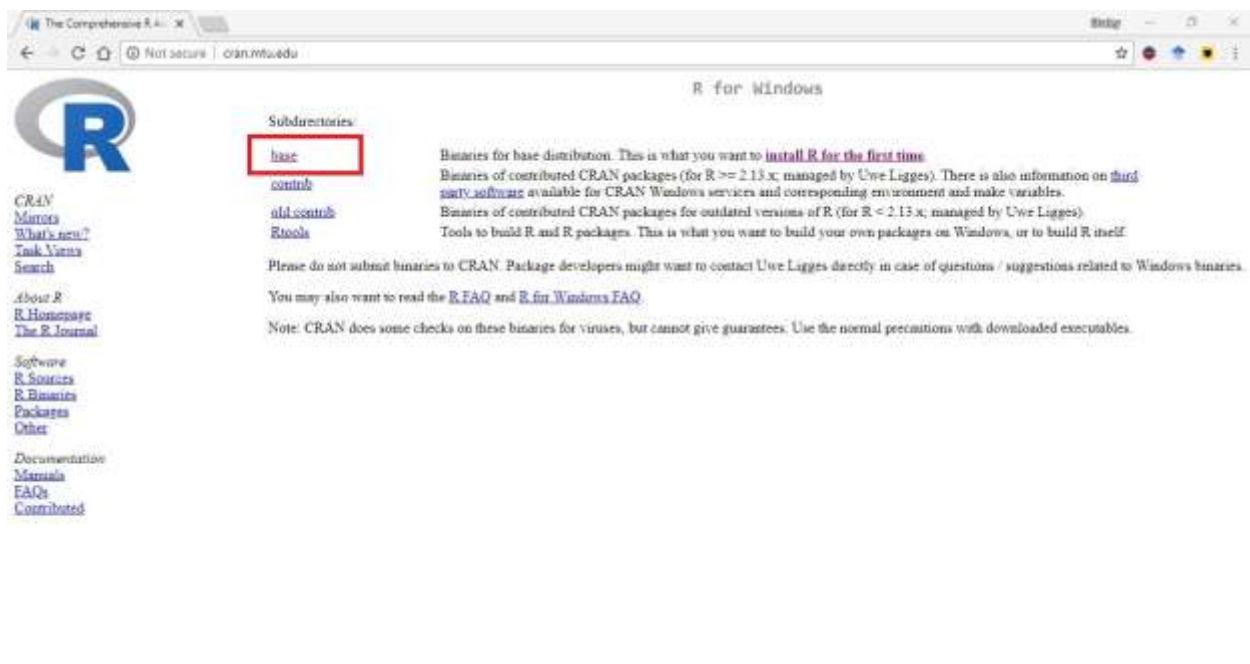 The Comprehensive R A
Not secure | cran.mtu.edu
R
R for Windows
Subdirectories:
base
Binaries for base distribution. This is what you want to install R for the first time.
contrib
Binaries of contributed CRAN packages (for R >= 2.13.x; managed by Uwe Ligges). There is also information on third
party software available for CRAN Windows services and corresponding environment and make variables.
old contrib
Binaries of contributed CRAN packages for outdated versions of R (for R < 2.13.x; managed by Uwe Ligges).
Rtools
Tools to build R and R packages. This is what you want to build your own packages on Windows, or to build R itself.
Please do not submit binaries to CRAN. Package developers might want to contact Uwe Ligges directly in case of questions / suggestions related to Windows binaries.
You may also want to read the R FAQ and R for Windows FAQ.
Note: CRAN does some checks on these binaries for viruses, but cannot give guarantees. Use the normal precautions with downloaded executables.
CRAN
Mirrors
What's new?
Task Views
Search
About R
R Homepage
The R Journal
Software
R Sources
R Binaries
Packages
Other
Documentation
Manuals
FAQs
Contributed